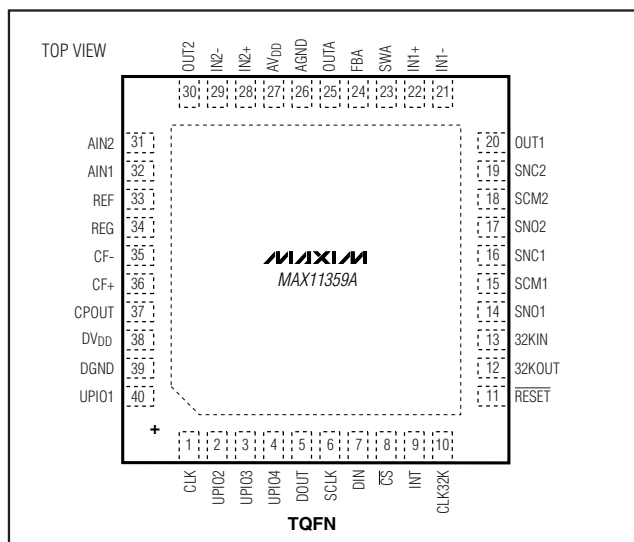 TOP VIEW
OUT2 IN2- IN2+ AVDD AGND OUTA FBA SWA IN1+ IN1-
30 29 28 27 26 25 24 23 22 21
AIN2 31
AIN1 32
REF 33
REG 34
CF- 35
CF+ 36
CPOUT 37
DVDD 38
DGND 39
UPIO1 40
MAXIM
MAX11359A
20 OUT1
19 SNC2
18 SCM2
17 SNO2
16 SNC1
15 SCM1
14 SNO1
13 32KIN
12 32KOUT
11 RESET
+
1 2 3 4 5 6 7 8 9 10
CLK UPIO2 UPIO3 UPIO4 DOUT SCLK DIN CS INT CLK32K
TQFN